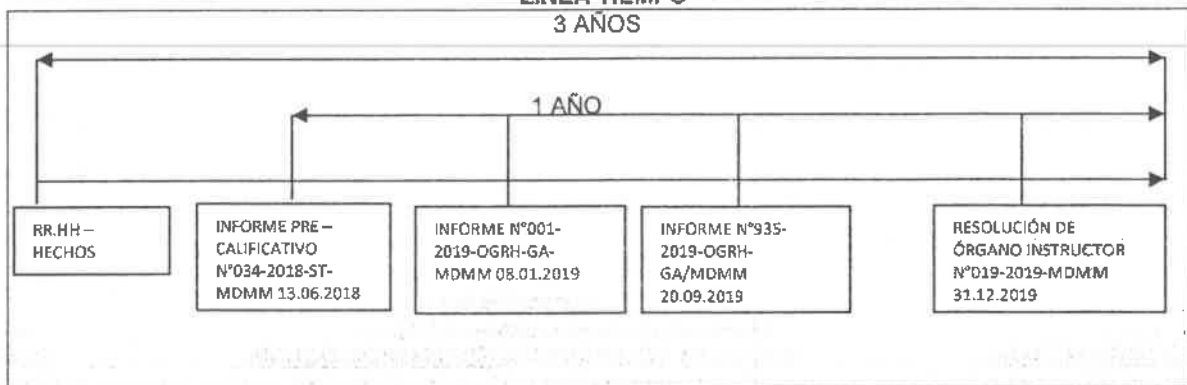 3 AÑOS
1 AÑO
RR.HH –
HECHOS
INFORME PRE –
CALIFICATIVO
N°034-2018-ST-
MDMM 13.06.2018
INFORME N°001-
2019-OGRH-GA-
MDMM 08.01.2019
INFORME N°935-
2019-OGRH-
GA/MDMM
20.09.2019
RESOLUCIÓN DE
ÓRGANO INSTRUCTOR
N°019-2019-MDMM
31.12.2019